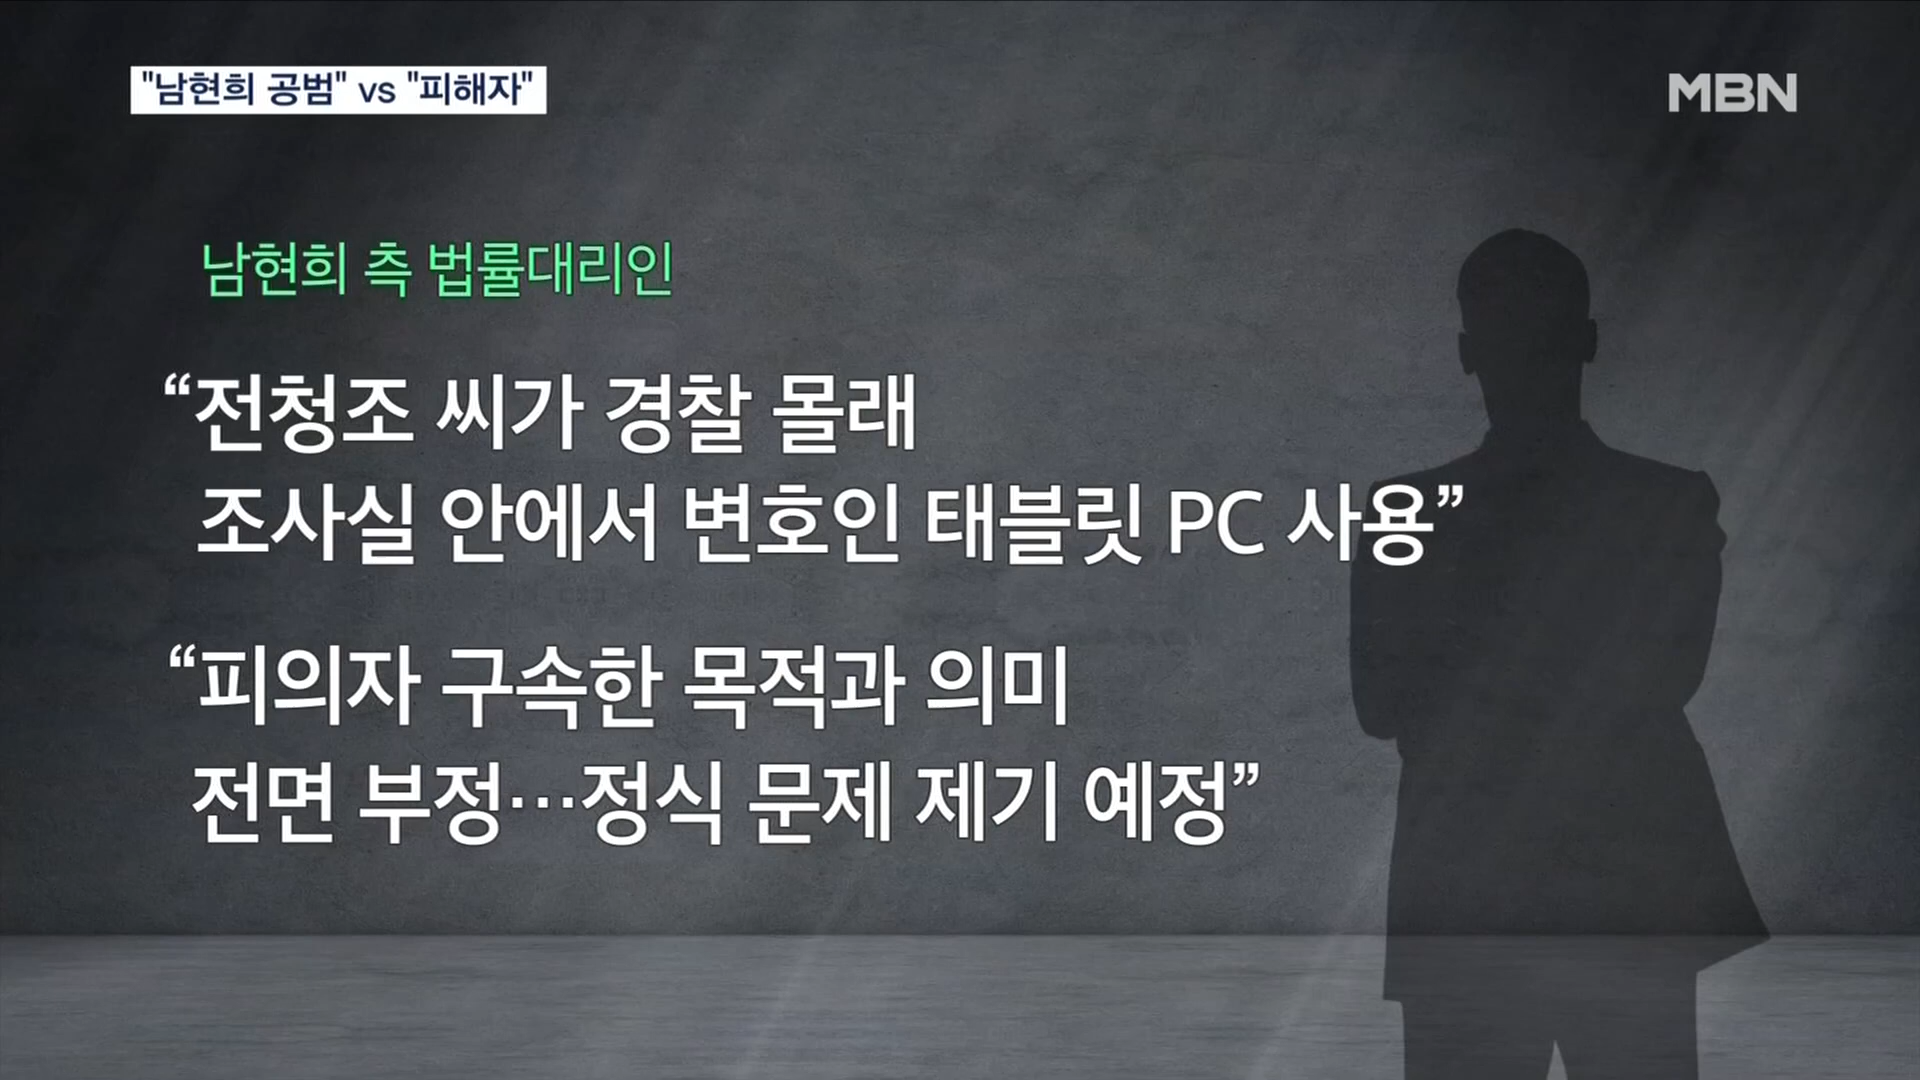 "남현희 공범" vs "피해자"
MBN
남현희 측 법률대리인
“전청조 씨가 경찰 몰래
조사실 안에서 변호인 태블릿 PC 사용”
“피의자 구속한 목적과 의미
전면 부정…정식 문제 제기 예정”